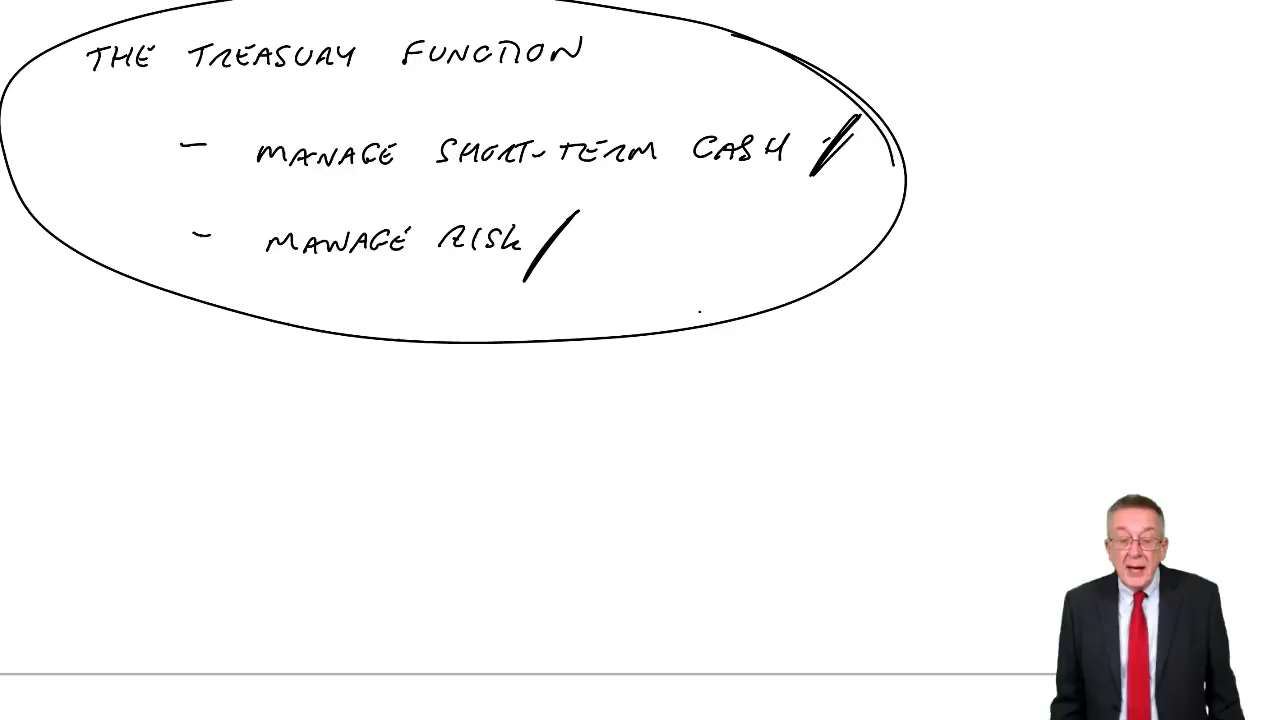 THE TREASURY FUNCTION
- MANAGE SHORT-TERM CASH
- MANAGE RISK